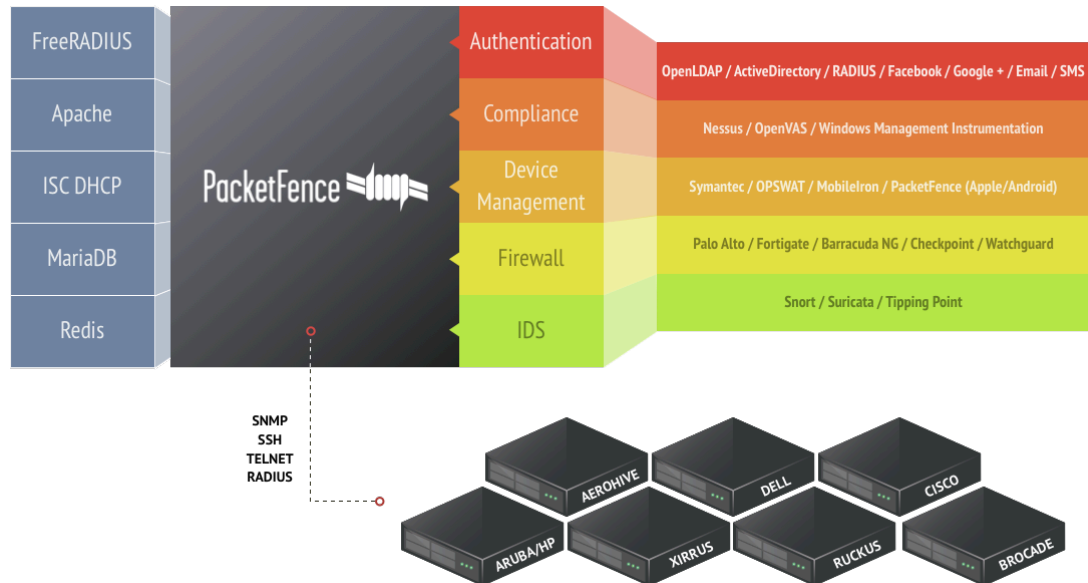 FreeRADIUS
Apache
ISC DHCP
MariaDB
Redis
PacketFence
Authentication
Compliance
Device
Management
Firewall
IDS
OpenLDAP / ActiveDirectory / RADIUS / Facebook / Google + / Email / SMS
Nessus / OpenVAS / Windows Management Instrumentation
Symantec / OPSWAT / MobileIron / PacketFence (Apple/Android)
Palo Alto / Fortigate / Barracuda NG / Checkpoint / Watchguard
Snort / Suricata / Tipping Point
SNMP
SSH
TELNET
RADIUS
AEROHIVE
DELL
CISCO
ARUBA/HP
XIRRUS
RUCKUS
BROCADE